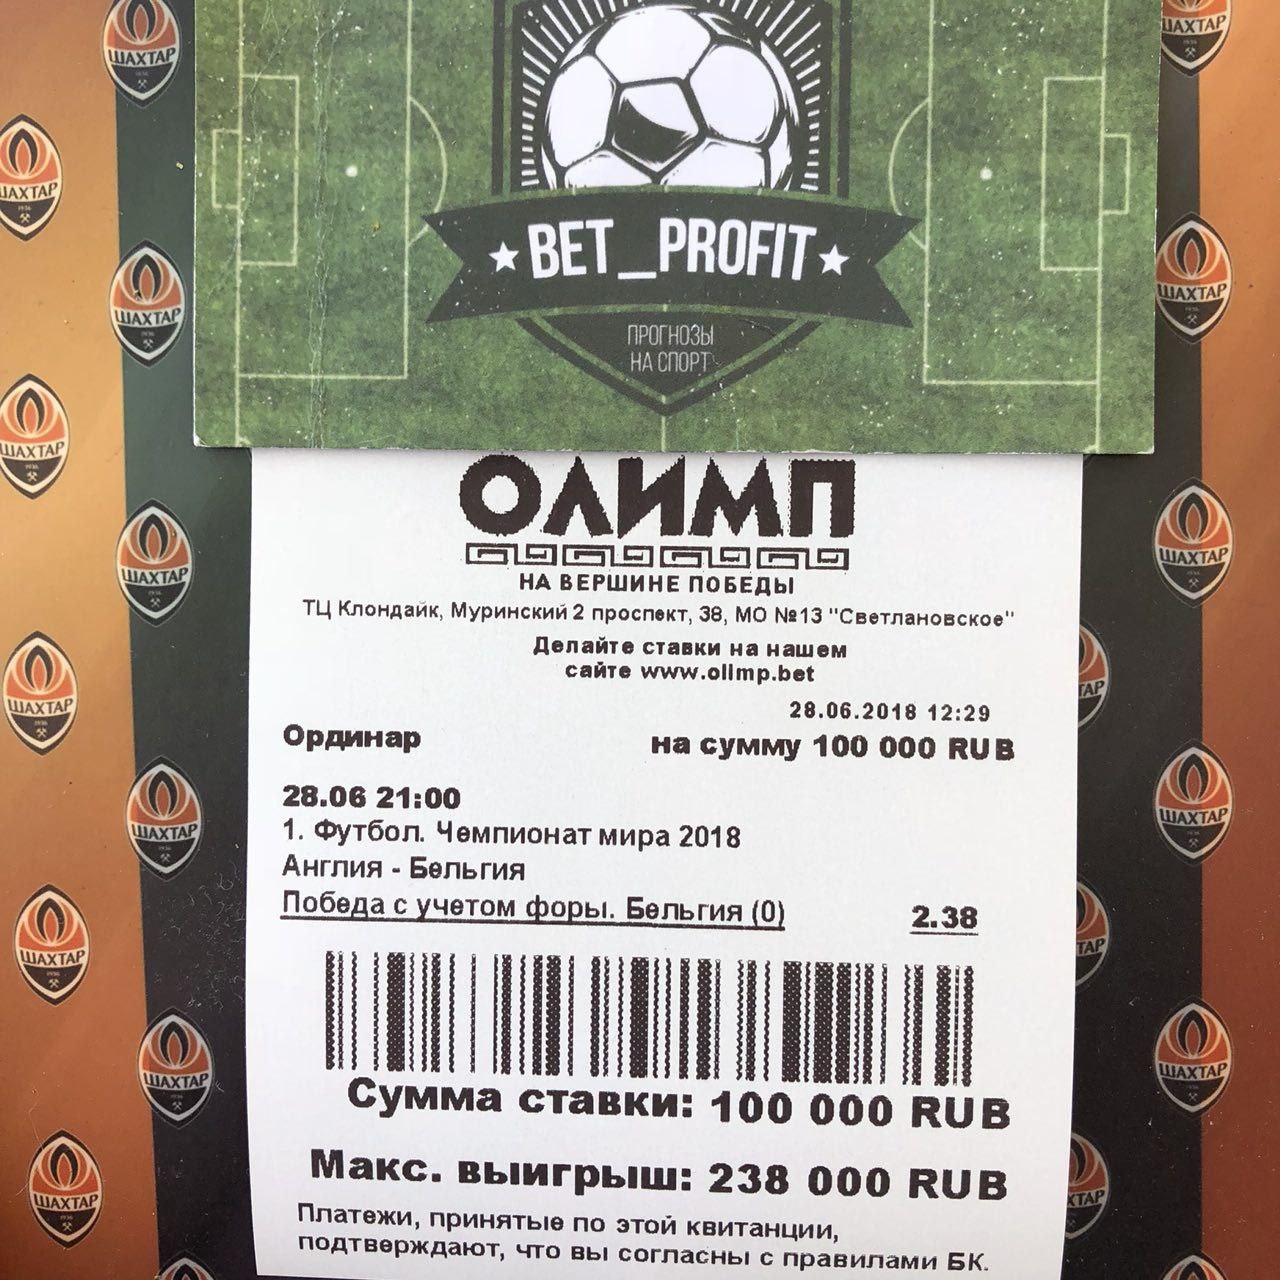 BET_PROFIT
ПРОГНОЗЫ
НА СПОРТ
ОЛИМП
НА ВЕРШИНЕ ПОБЕДЫ
ТЦ Клондайк, Муринский 2 проспект, 38, МО №13 "Светлановское"
Делайте ставки на нашем
сайте www.olimp.bet
28.06.2018 12:29
Ординар на сумму 100 000 RUB
28.06 21:00
1. Футбол. Чемпионат мира 2018
Англия - Бельгия
Победа с учетом форы. Бельгия (0) 2.38
Сумма ставки: 100 000 RUB
Макс. выигрыш: 238 000 RUB
Платежи, принятые по этой квитанции,
подтверждают, что вы согласны с правилами БК.
ШАХТАР
1936